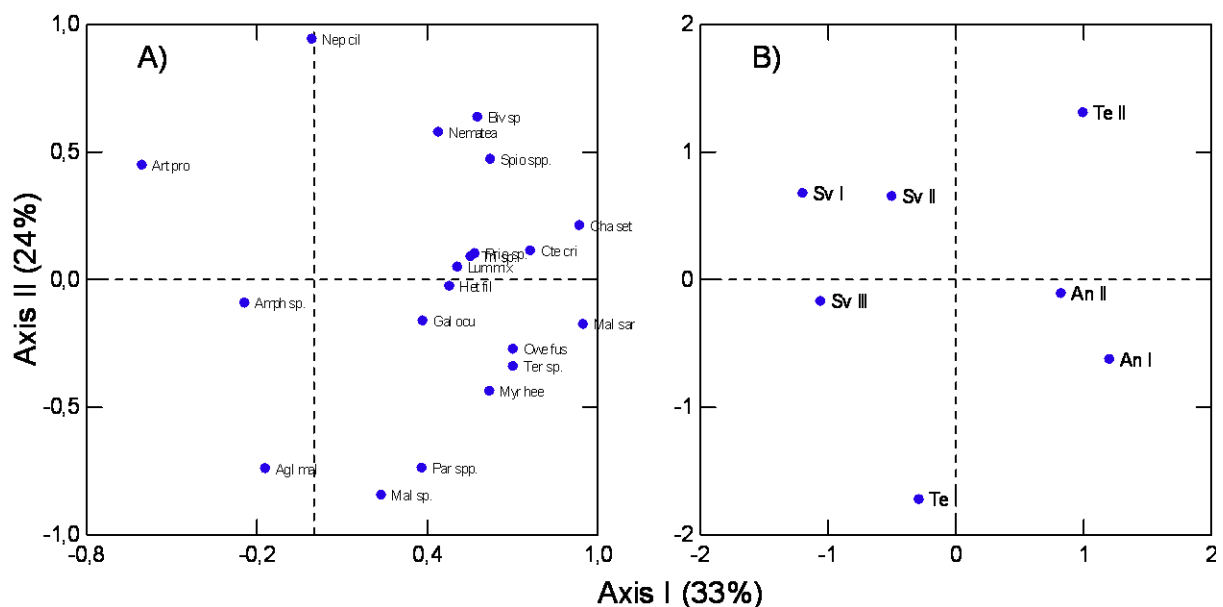 A)
1,0
0,5
0,0
-0,5
-1,0
-0,8
-0,2
0,4
1,0
Axis II (24%)
Nepcil
Biv sp
Nematea
Spio spp.
Art pro
Cha set
Cte cri
Prio sp.
Lum mix
Het fil
Amph sp.
Gal ocu
Mal sar
Owe fus
Ter sp.
Myr hee
Agl mal
Par spp.
Mal sp.
B)
2
1
0
-1
-2
-2
-1
0
1
2
Te II
Sv I
Sv II
An II
Sv III
An I
Te I
Axis I (33%)